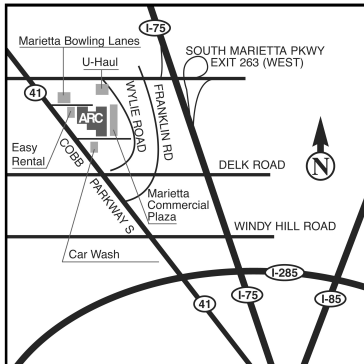 I-75
Marietta Bowling Lanes
SOUTH MARIETTA PKWY
EXIT 263 (WEST)
U-Haul
41
ARC
WYLIE ROAD
FRANKLIN RD
Easy
Rental
COBB
PARKWAY S
DELK ROAD
N
Marietta
Commercial
Plaza
WINDY HILL ROAD
Car Wash
I-285
I-75
I-85
41